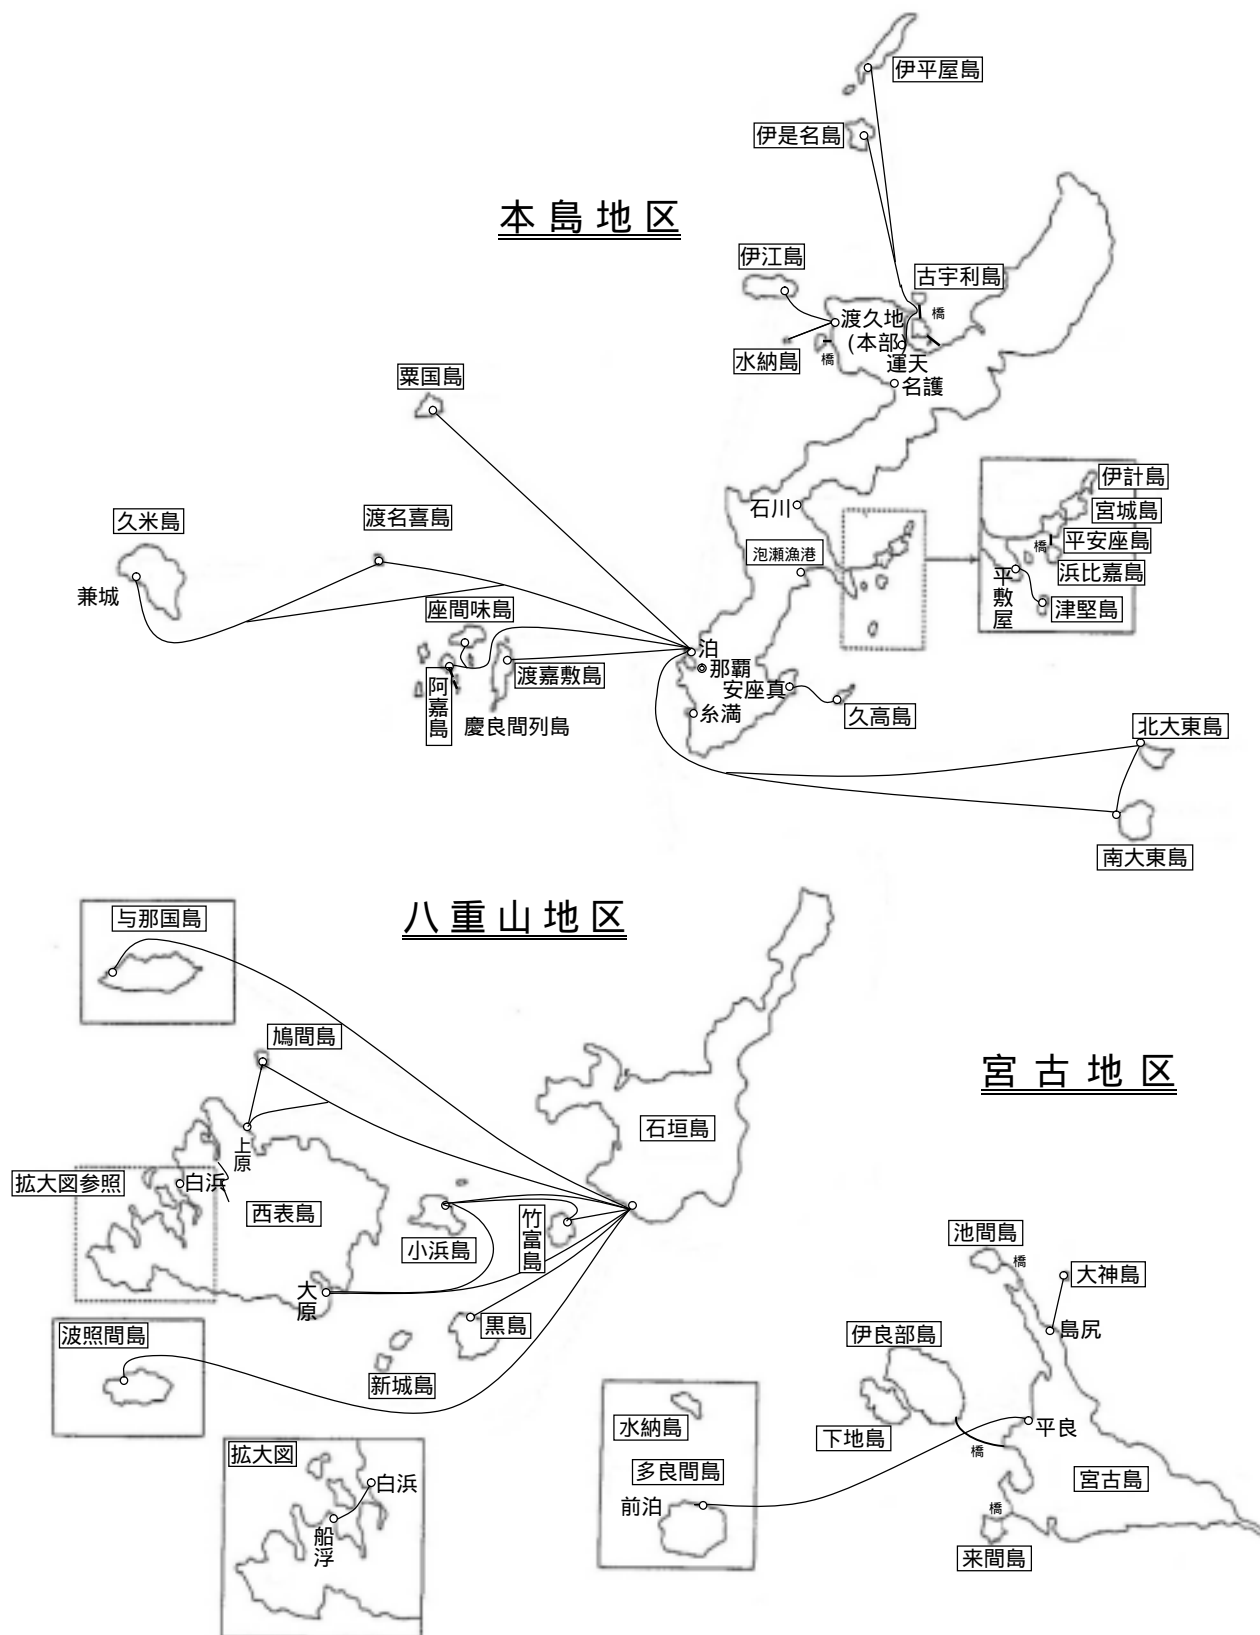 伊平屋島
伊是名島
本島地区
伊江島
古宇利島
橋
渡久地
(本部)
水納島
橋
運天
名護
粟国島
伊計島
石川
宮城島
久米島
渡名喜島
橋
平安座島
泡瀬漁港
浜比嘉島
平敷屋
兼城
座間味島
津堅島
泊
那覇
渡嘉敷島
安座真
阿嘉島
糸満
久高島
慶良間列島
北大東島
南大東島
八重山地区
与那国島
鳩間島
宮古地区
石垣島
上原
拡大図参照
白浜
西表島
竹富島
小浜島
池間島
橋
大神島
大原
黒島
島尻
波照間島
伊良部島
新城島
水納島
下地島
平良
拡大図
橋
多良間島
宮古島
白浜
前泊
橋
船浮
来間島